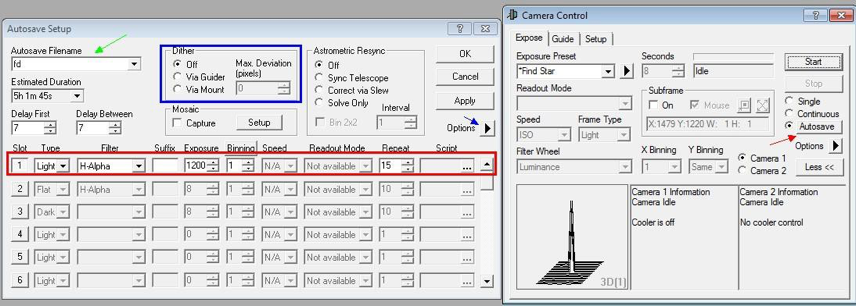 Autosave Setup
Autosave Filename
fd
Estimated Duration
5h 1m 45s
Delay First
7
Delay Between
7
Dither
Off
Via Guider
Via Mount
Max. Deviation
(pixels)
0
Mosaic
Capture
Setup
Astrometric Resync
Off
Sync Telescope
Correct via Slew
Solve Only
Bin 2x2
Interval
1
OK
Cancel
Apply
Options
Slot Type Filter Suffix Exposure Binning Speed Readout Mode Repeat Script
1 Light H-Alpha 1200 1 N/A Not available 15 ...
2 Flat H-Alpha 8 1 N/A Not available 10 ...
3 Dark 8 1 N/A Not available 10 ...
4 Light 0 1 N/A Not available 0 ...
5 Light 0 1 N/A Not available 0 ...
6 Light 0 1 N/A Not available 0 ...
Camera Control
Expose Guide Setup
Exposure Preset
*Find Star
Seconds
8
Idle
Start
Stop
Readout Mode
Subframe
On
Mouse
X:1479 Y:1220 W: 1 H: 1
Single
Continuous
Autosave
Speed
ISO
Frame Type
Light
Options
Filter Wheel
Luminance
X Binning
1
Y Binning
Same
Camera 1
Camera 2
Less <<
3D[1]
Camera 1 Information
Camera Idle
Cooler is off
Camera 2 Information
Camera Idle
No cooler control